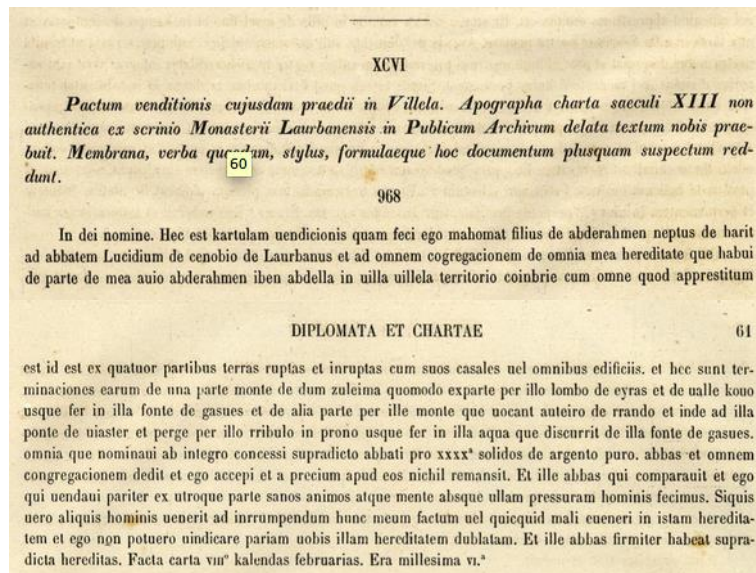 XCVI
Pactum venditionis cujusdam praedii in Villela. Apographa charta saeculi XIII non
authentica ex scrinio Monasterii Laurbanensis in Publicum Archivum delata textum nobis prae-
buit. Membrana, verba quaedam, stylus, formulaeque hoc documentum plusquam suspectum red-
dunt.
60
968
In dei nomine. Hec est kartulam uendicionis quam feci ego mahomat filius de abderahmen neptus de harit
ad abbatem Lucidium de cenobio de Laurbanus et ad omnem cogregacionem de omnia mea hereditate que habui
de parte de mea auio abderahmen iben abdella in uilla uillela territorio coinbrie cum omne quod apprestitum
DIPLOMATA ET CHARTAE 61
est id est ex quatuor partibus terras ruptas et inruptas cum suos casales uel omnibus edificiis. et hec sunt ter-
minaciones earum de una parte monte de dum zuleima quomodo exparte per illo lombo de eyras et de ualle kouo
usque fer in illa fonte de gasues et de alia parte per ille monte que uocant auteiro de rrando et inde ad illa
ponte de uiaster et perge per illo rribulo in prono usque fer in illa aqua que discurrit de illa fonte de gasues.
omnia que nominaui ab integro concessi supradicto abbati pro xxxxª solidos de argento puro. abbas et omnem
congregacionem dedit et ego accepi et a precium apud eos nichil remansit. Et ille abbas qui comparauit et ego
qui uendaui pariter ex utroque parte sanos animos atque mente absque ullam pressuram hominis fecimus. Siquis
uero aliquis hominis uenerit ad inrrumpendum hunc meum factum uel quicquid mali eueneri in istam heredita-
tem et ego non potuero uindicare pariam uobis illam hereditatem dublatam. Et ille abbas firmiter habeat supra-
dicta hereditas. Facta carta viiiº kalendas februarias. Era millesima vi.ª